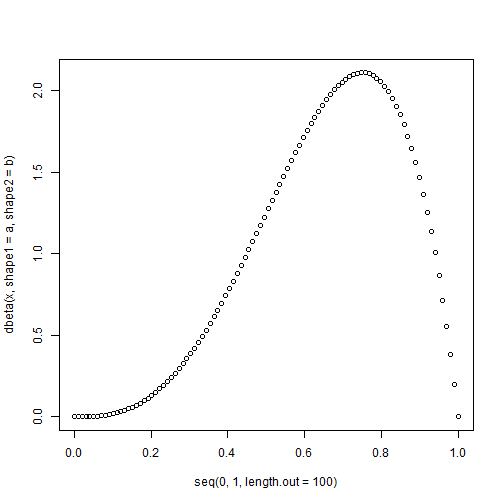 dbeta(x, shape1 = a, shape2 = b)
2.0
1.5
1.0
0.5
0.0
0.0 0.2 0.4 0.6 0.8 1.0
seq(0, 1, length.out = 100)